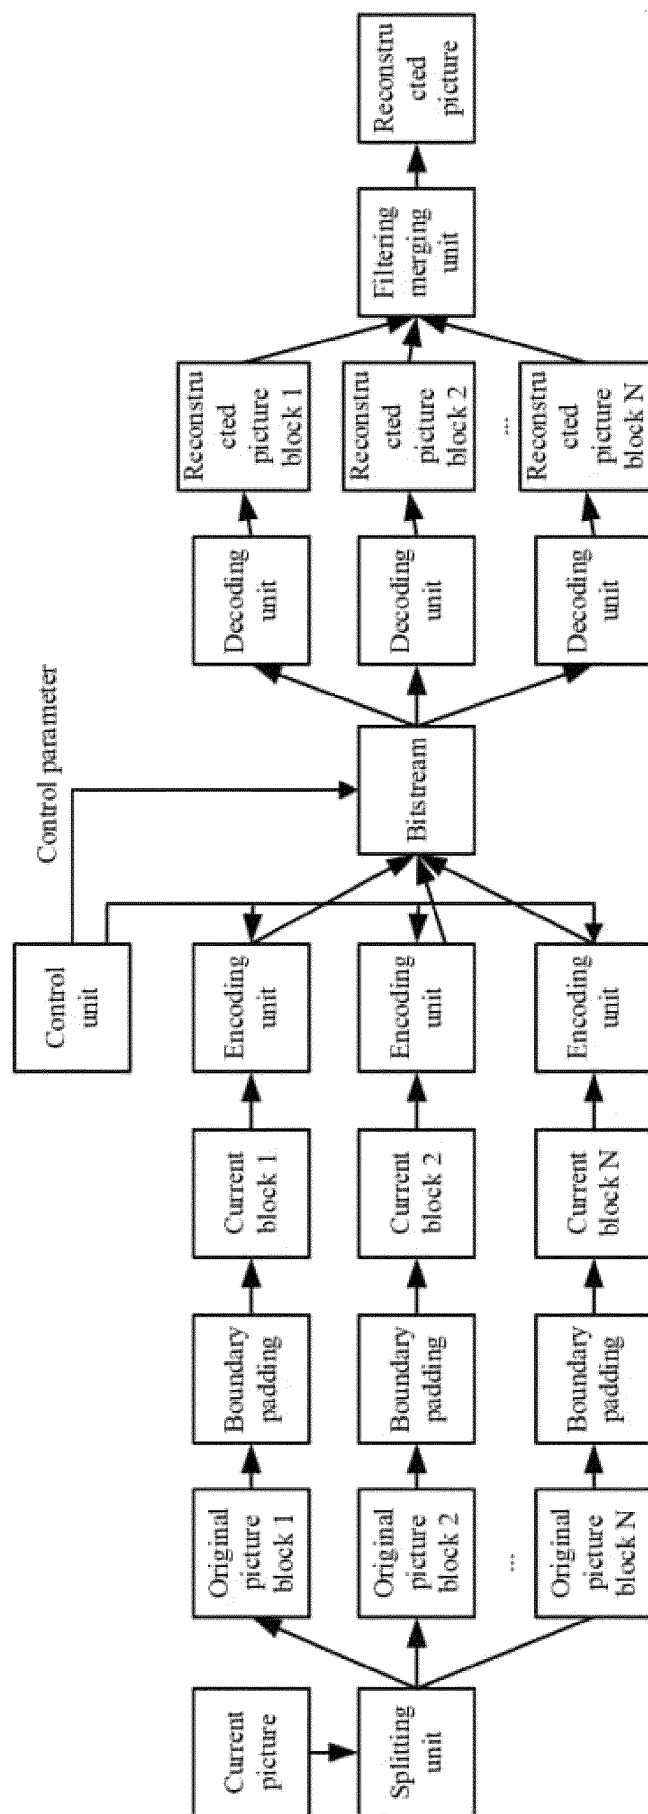 Current
picture
Splitting
unit
Original
picture
block 1
Original
picture
block 2
...
Original
picture
block N
Boundary
padding
Boundary
padding
Boundary
padding
Current
block 1
Current
block 2
Current
block N
Control
unit
Encoding
unit
Encoding
unit
Encoding
unit
Control parameter
Bitstream
Decoding
unit
Decoding
unit
Decoding
unit
Reconstru
cted
picture
block 1
Reconstru
cted
picture
block 2
...
Reconstru
cted
picture
block N
Filtering
merging
unit
Reconstru
cted
picture